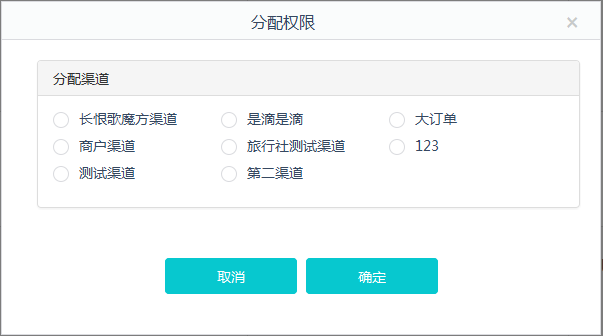 分配权限
×
分配渠道
长恨歌魔方渠道 是滴是滴 大订单
商户渠道 旅行社测试渠道 123
测试渠道 第二渠道
取消 确定